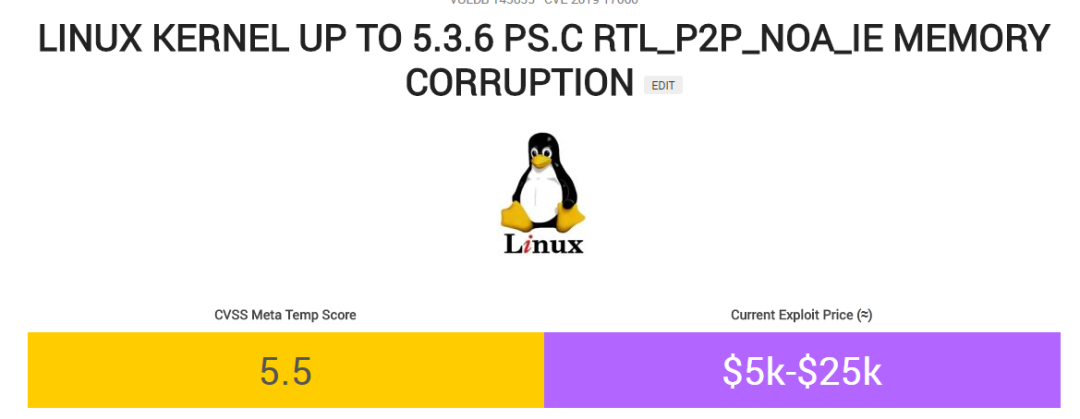 LINUX KERNEL UP TO 5.3.6 PS.C RTL_P2P_NOA_IE MEMORY
CORRUPTION EDIT
Linux
CVSS Meta Temp Score
Current Exploit Price (≈)
5.5
$5k-$25k